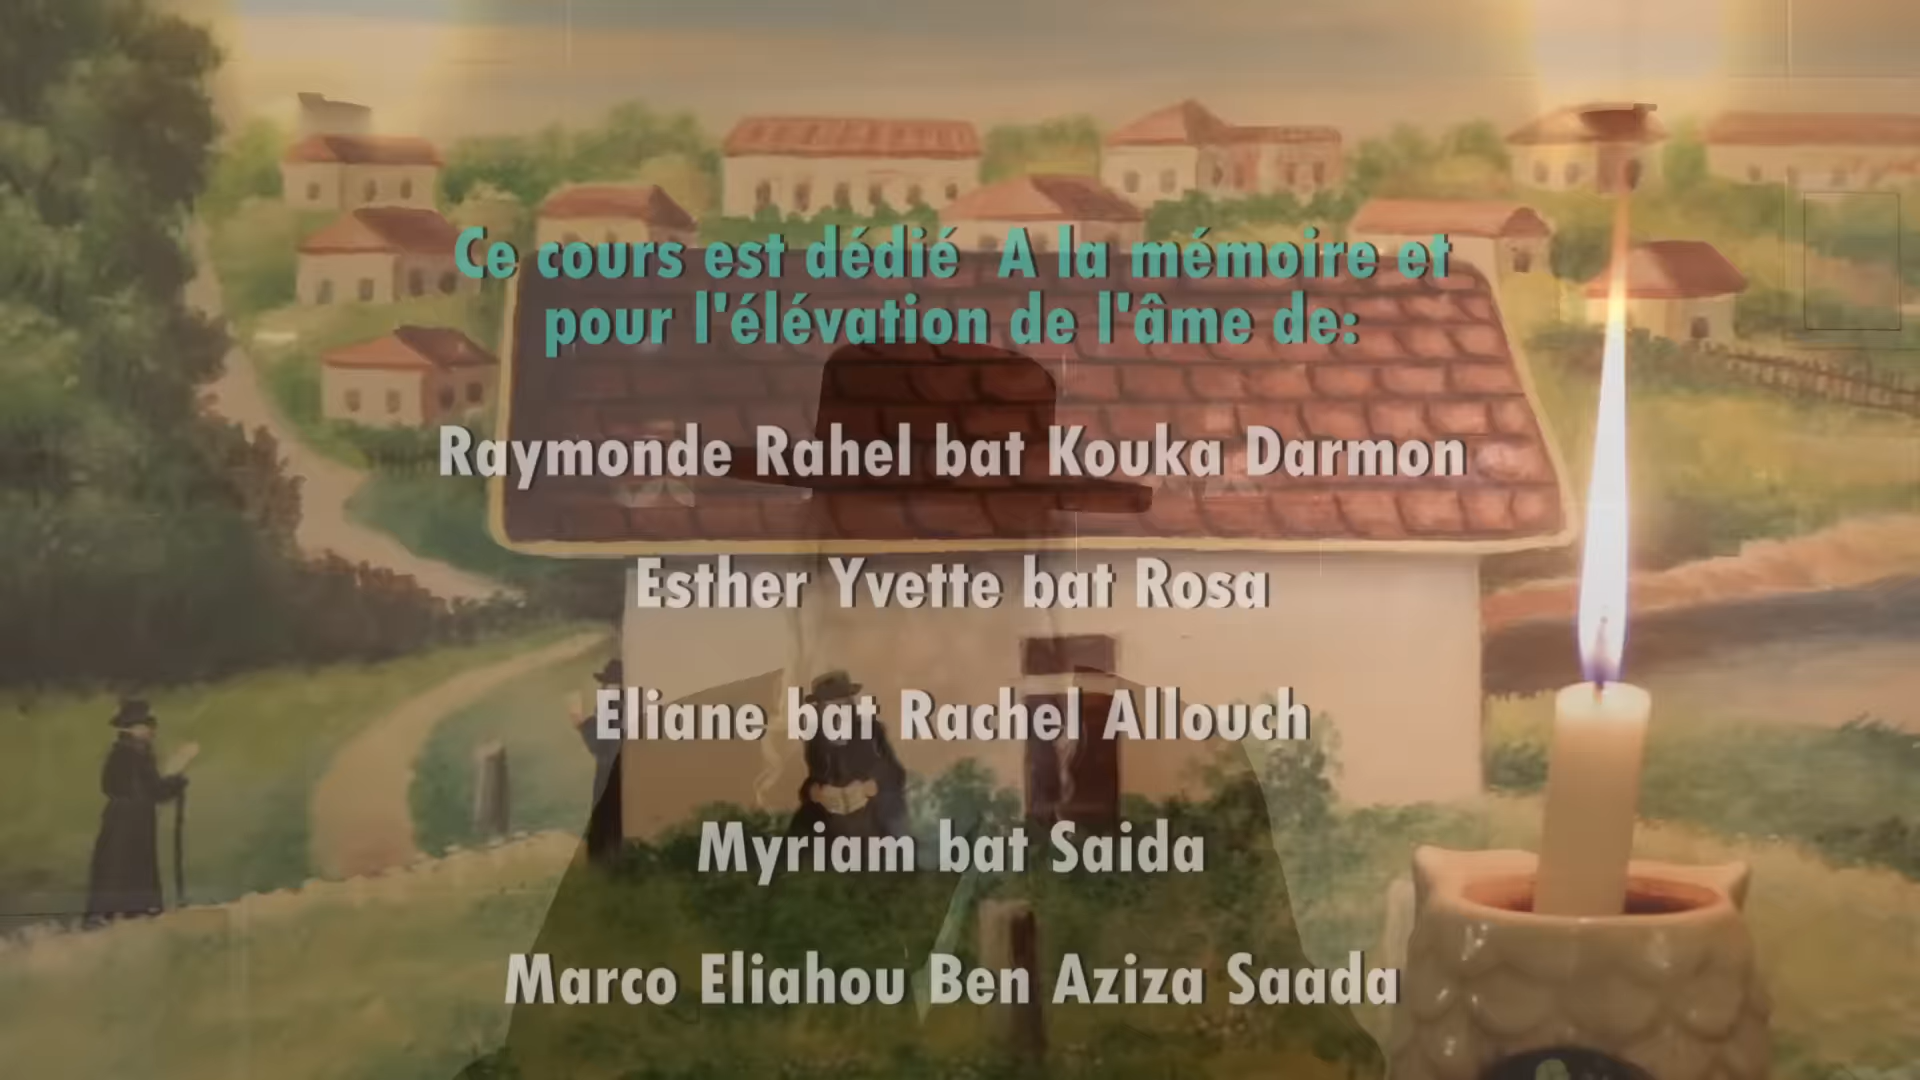 Ce cours est dédié  A la mémoire et
pour l'élévation de l'âme de:
Raymonde Rahel bat Kouka Darmon
Esther Yvette bat Rosa
Eliane bat Rachel Allouch
Myriam bat Saida
Marco Eliahou Ben Aziza Saada